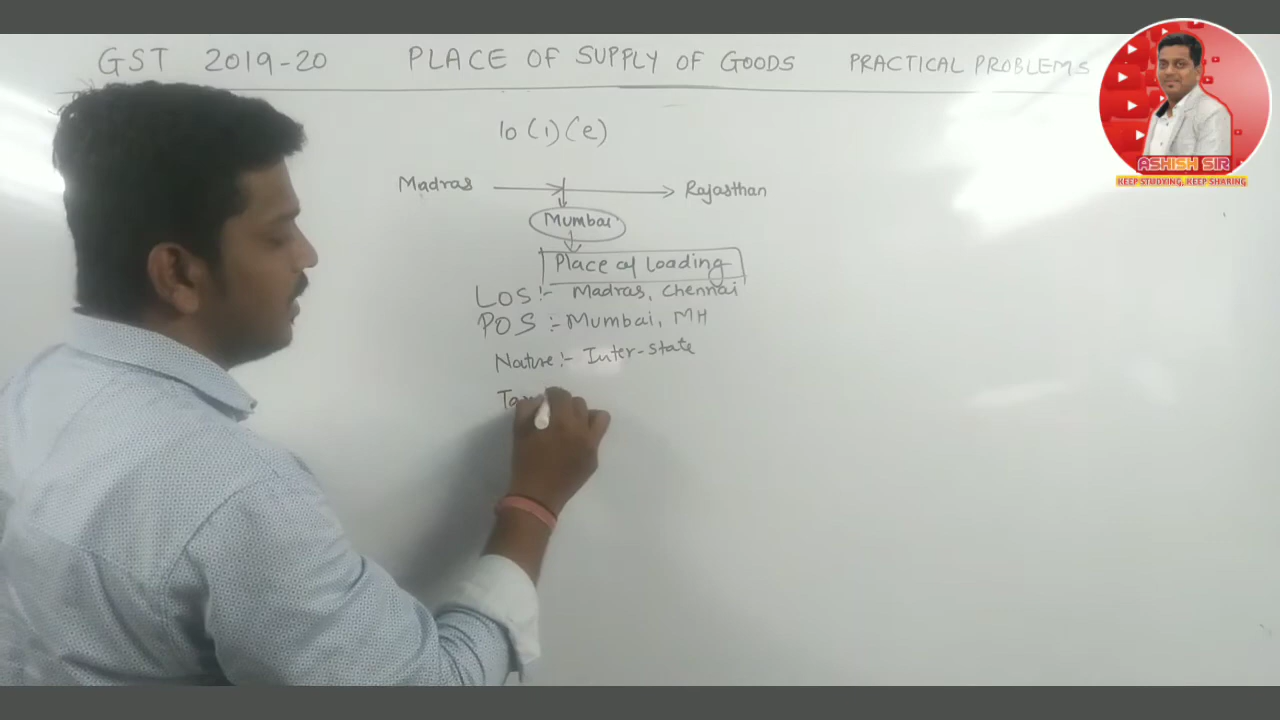 GST 2019-20 PLACE OF SUPPLY OF GOODS PRACTICAL PROBLEMS
10 (1) (e)
Madras Rajasthan
Mumbai
Place of Loading
LOS :- Madras, Chennai
POS :- Mumbai, MH
Nature :- Inter-state
ASHISH SIR
KEEP STUDYING, KEEP SHARING